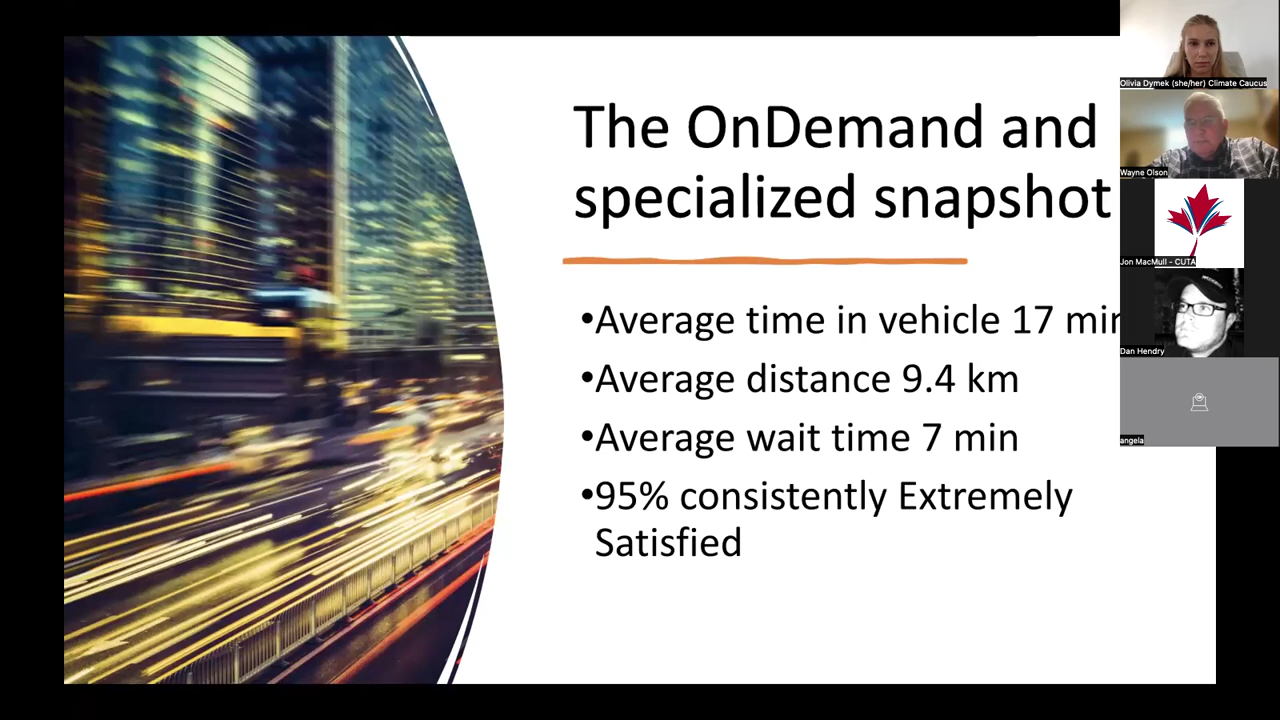 The OnDemand and
specialized snapshot
•Average time in vehicle 17 min
•Average distance 9.4 km
•Average wait time 7 min
•95% consistently Extremely
Satisfied
Olivia Dymek (she/her) Climate Caucus
Wayne Olson
Jon MacMull - CUTA
Dan Hendry
angela